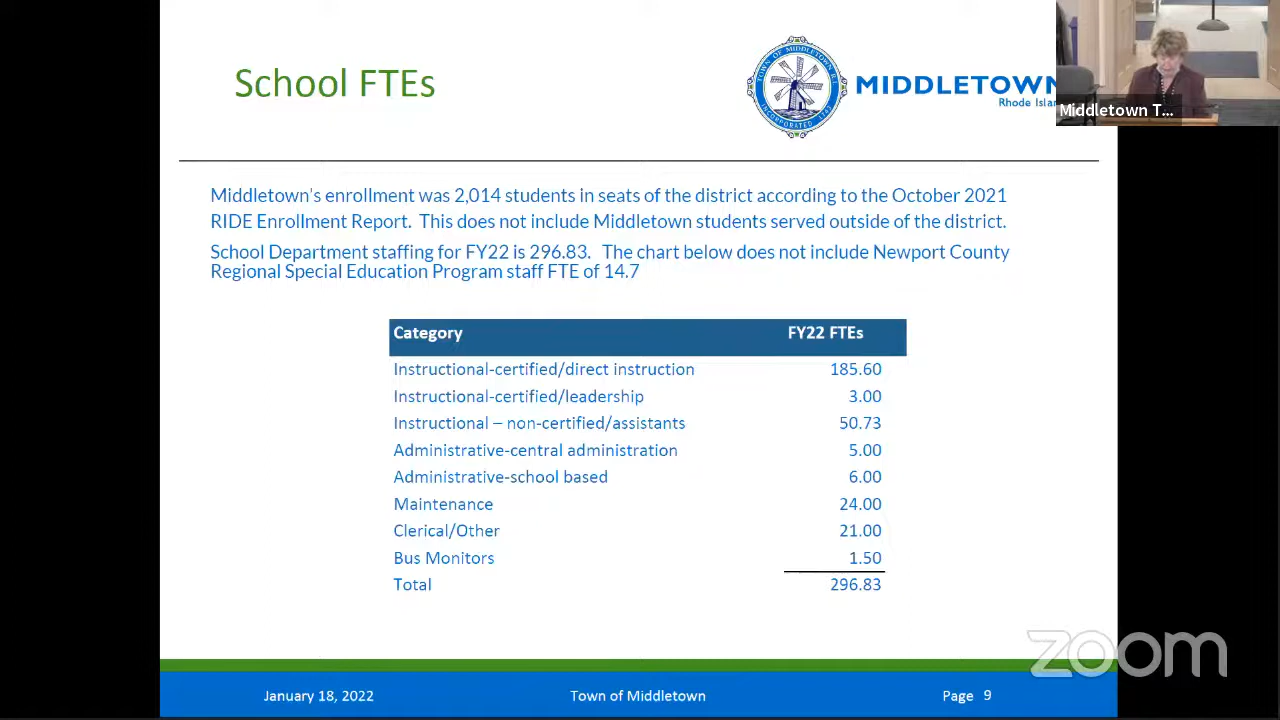 School FTEs
TOWN OF MIDDLETOWN R.I.
INCORPORATED 1743
MIDDLETOWN
Rhode Islan
Middletown T...
Middletown's enrollment was 2,014 students in seats of the district according to the October 2021
RIDE Enrollment Report. This does not include Middletown students served outside of the district.
School Department staffing for FY22 is 296.83. The chart below does not include Newport County
Regional Special Education Program staff FTE of 14.7
Category FY22 FTEs
Instructional-certified/direct instruction 185.60
Instructional-certified/leadership 3.00
Instructional – non-certified/assistants 50.73
Administrative-central administration 5.00
Administrative-school based 6.00
Maintenance 24.00
Clerical/Other 21.00
Bus Monitors 1.50
Total 296.83
zoom
January 18, 2022 Town of Middletown Page 9